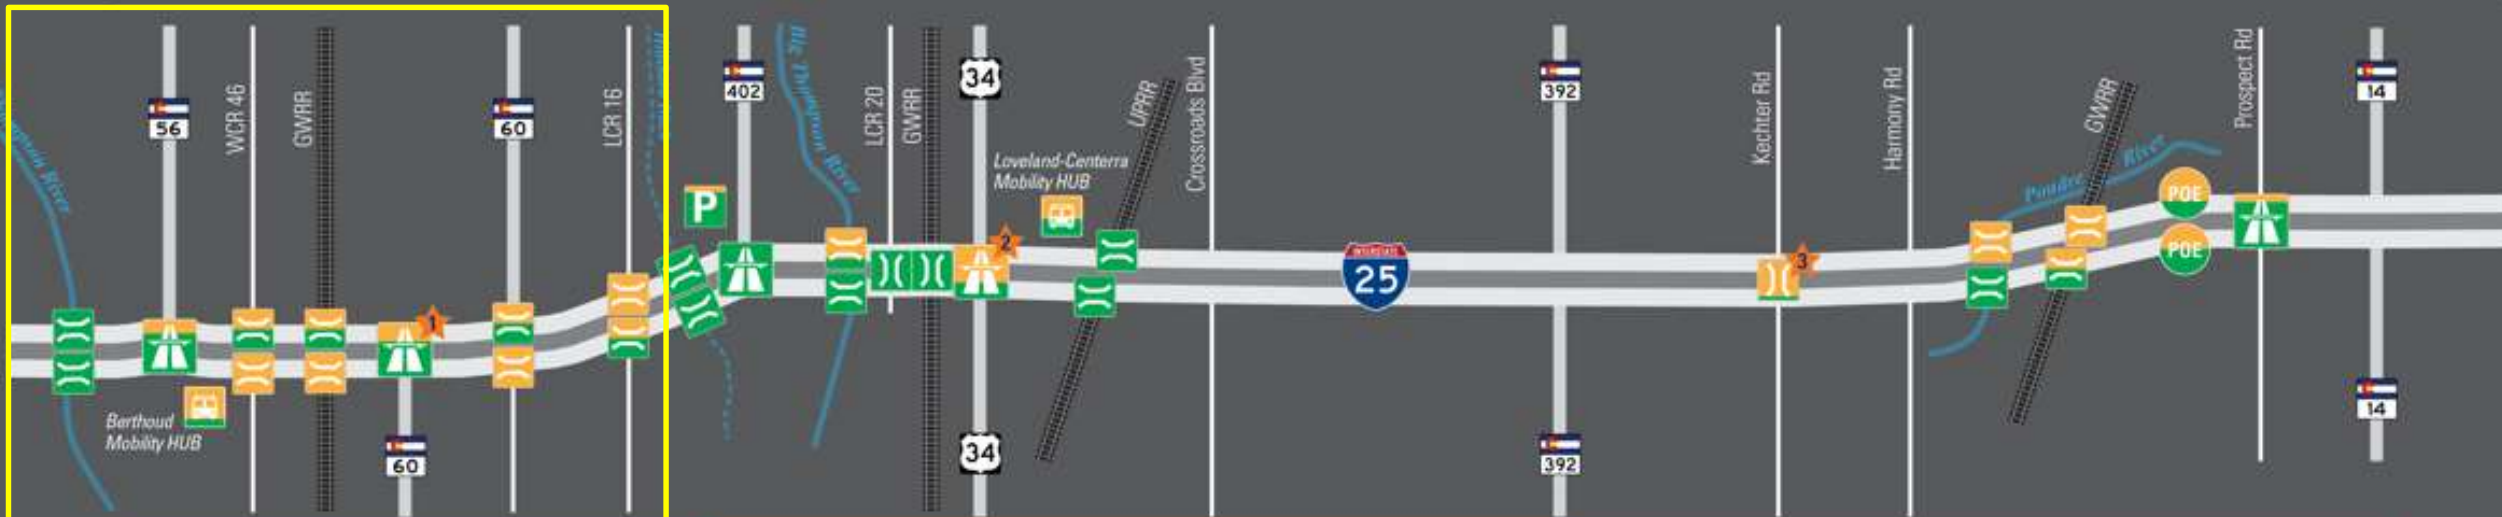 56
WCR 46
GWRR
60
LCR 16
402
Big Thompson River
LCR 20
GWRR
34
UPRR
Crossroads Blvd
392
Kechter Rd
Harmony Rd
GWRR
Prospect Rd
14
Loveland-Centerra
Mobility HUB
Poudre River
P
POE
POE
1
2
3
INTERSTATE
25
River
Berthoud
Mobility HUB
60
34
392
14